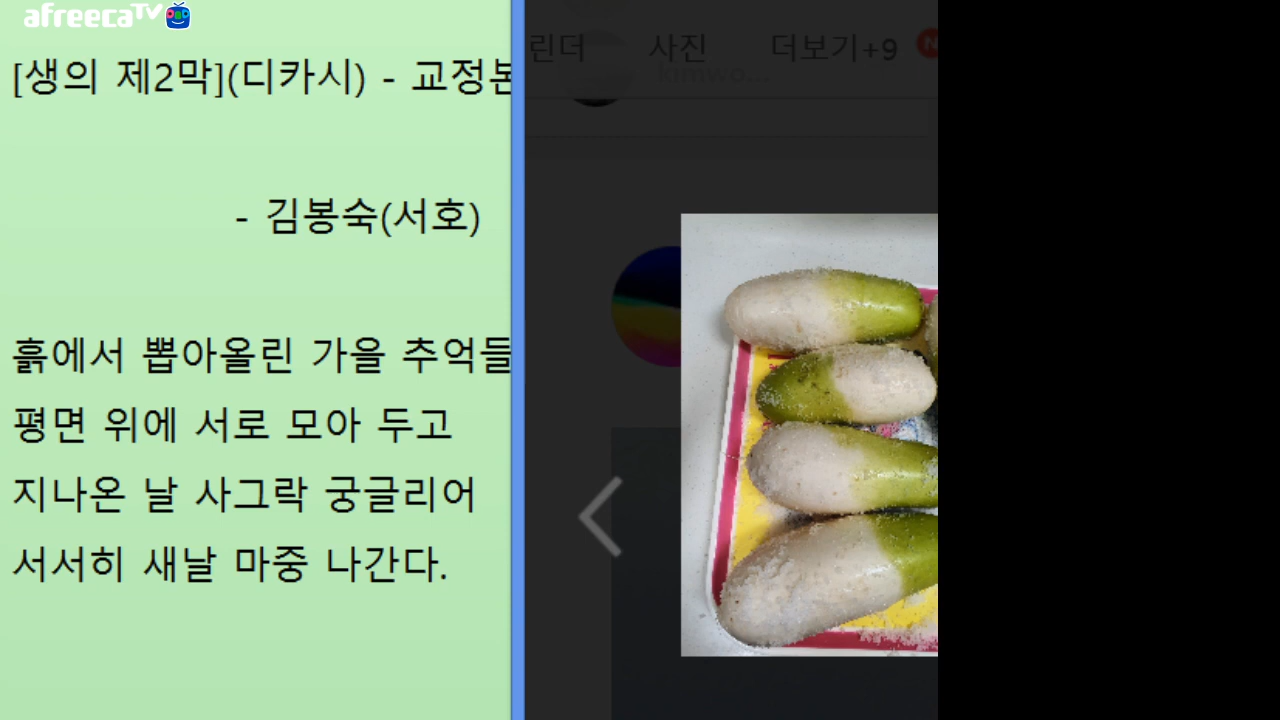 afreecaTV
[생의 제2막](디카시) - 교정본
- 김봉숙(서호)
흙에서 뽑아올린 가을 추억들
평면 위에 서로 모아 두고
지나온 날 사그락 궁글리어
서서히 새날 마중 나간다.
린더 사진 더보기+9 N
kimwo...